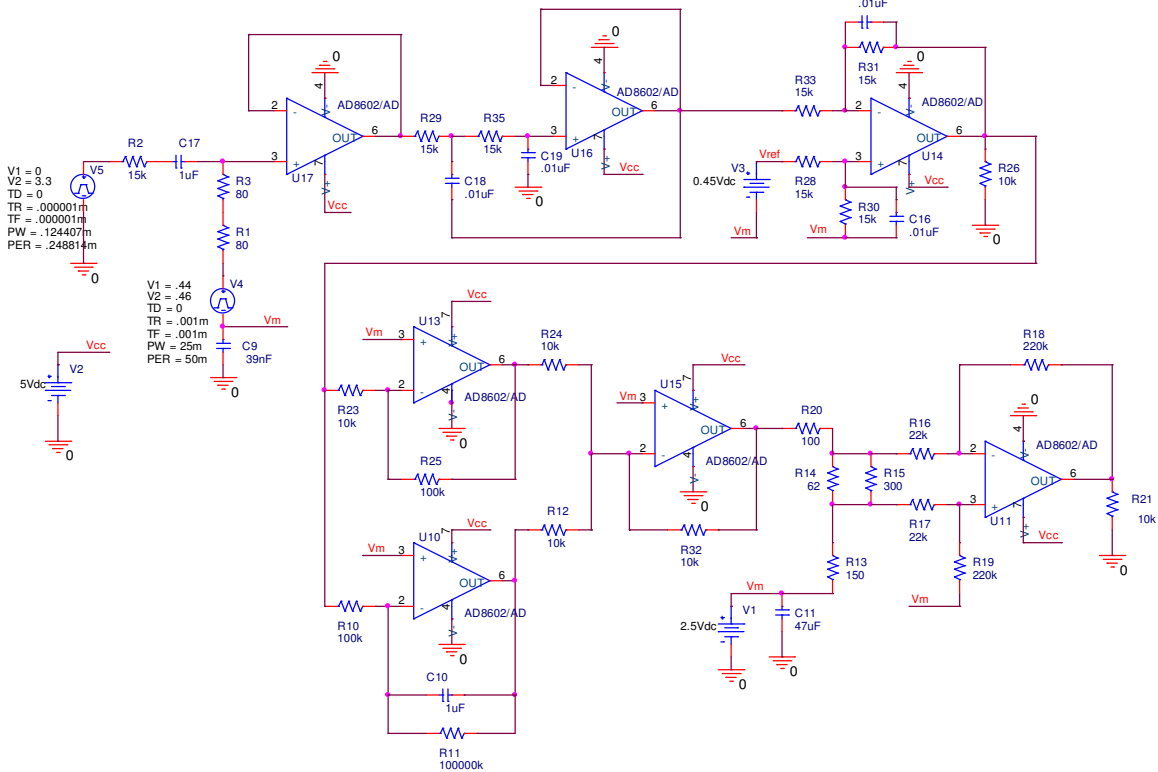 .01uF
0
0
R31
15k
0
4
V-
2
-
AD8602/AD
OUT
6
3
+
7
V+
U17
Vcc
R29
15k
R35
15k
C18
.01uF
C19
.01uF
0
4
V-
2
-
AD8602/AD
OUT
6
3
+
7
V+
U16
Vcc
R33
15k
4
V-
2
-
AD8602/AD
OUT
6
3
+
7
V+
U14
Vcc
Vref
V3
0.45Vdc
R28
15k
R30
15k
C16
.01uF
Vm
Vm
R26
10k
0
V1 = 0
V2 = 3.3
TD = 0
TR = .000001m
TF = .000001m
PW = .124407m
PER = .248814m
V5
0
R2
15k
C17
1uF
R3
80
R1
80
V1 = .44
V2 = .46
TD = 0
TR = .001m
TF = .001m
PW = 25m
PER = 50m
V4
Vm
C9
39nF
0
Vcc
V2
5Vdc
0
Vcc
U13
7
V+
Vm
3
+
OUT
6
2
-
4
V-
AD8602/AD
0
R23
10k
R25
100k
R24
10k
Vcc
U10
7
V+
Vm
3
+
OUT
6
2
-
4
V-
AD8602/AD
0
R10
100k
C10
1uF
R11
100000k
R12
10k
Vcc
U15
7
V+
Vm
3
+
OUT
6
2
-
4
V-
AD8602/AD
0
R32
10k
R20
100
R14
62
R15
300
R13
150
R16
22k
R17
22k
R18
220k
0
4
V-
2
-
AD8602/AD
OUT
6
3
+
7
V+
U11
Vcc
R19
220k
Vm
R21
10k
0
Vm
V1
2.5Vdc
0
C11
47uF
0